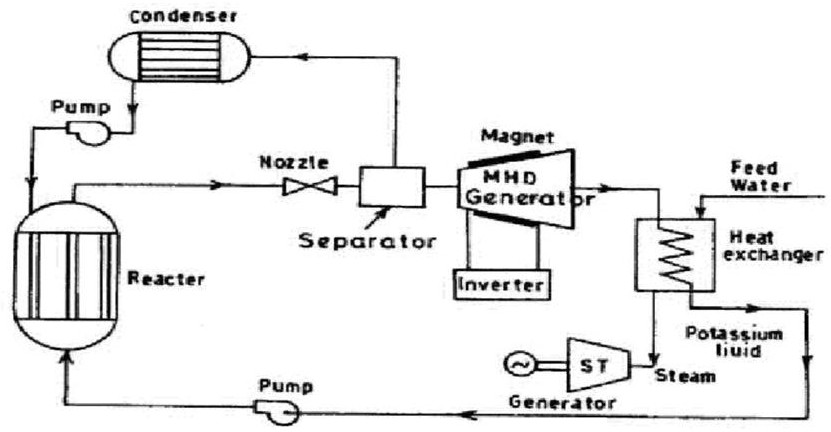 Condenser
Pump
Nozzle
Magnet
MHD
Generator
Feed
Water
Separator
Heat
exchanger
Reacter
Inverter
Potassium
liuid
ST
Steam
Generator
Pump